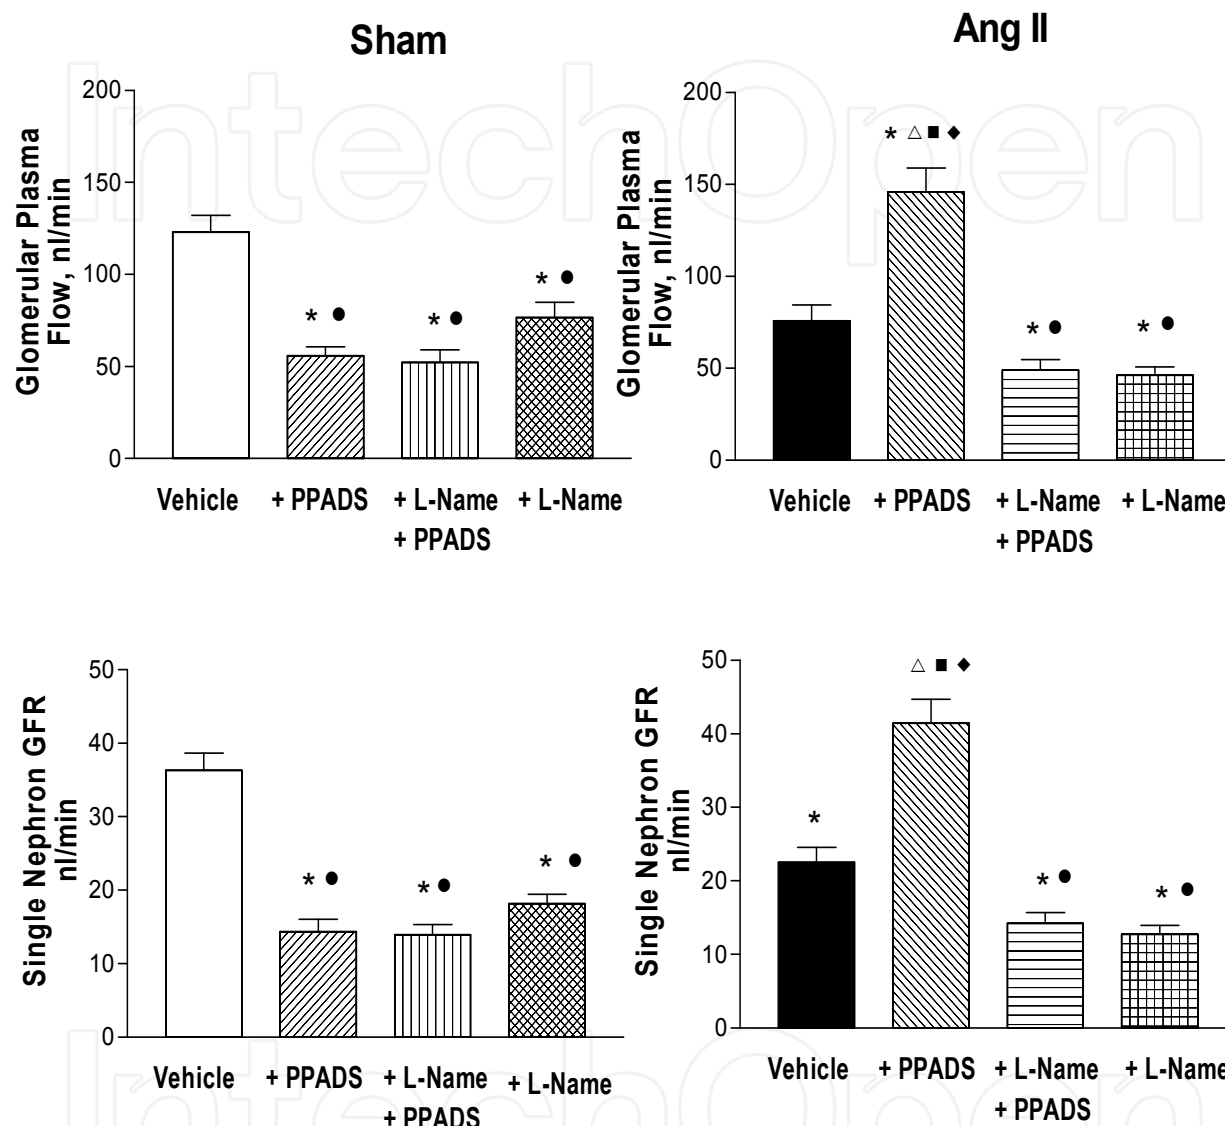 Sham
Ang II
IntechOpen
Glomerular Plasma
Flow, nl/min
200
150
100
50
0
* ●
* ●
* ●
Vehicle
+ PPADS
+ L-Name
+ PPADS
+ L-Name
Glomerular Plasma
Flow, nl/min
200
150
100
50
0
* △ ■ ◆
* ●
* ●
Vehicle
+ PPADS
+ L-Name
+ PPADS
+ L-Name
Single Nephron GFR
nl/min
50
40
30
20
10
0
* ●
* ●
* ●
Vehicle
+ PPADS
+ L-Name
+ PPADS
+ L-Name
Single Nephron GFR
nl/min
50
40
30
20
10
0
*
△ ■ ◆
* ●
* ●
Vehicle
+ PPADS
+ L-Name
+ PPADS
+ L-Name
IntechOpen